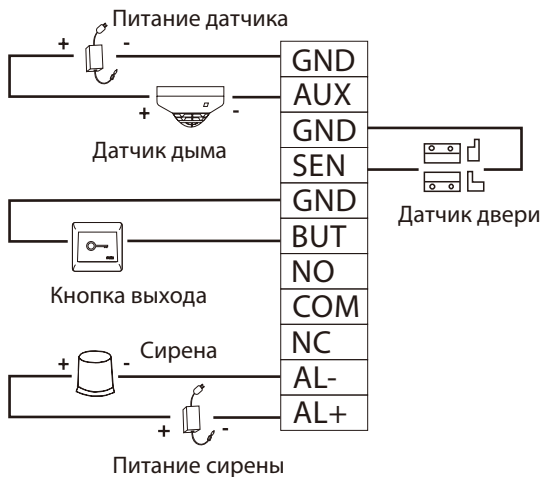 Питание датчика
+ -
GND
AUX
+ -
Датчик дыма
GND
SEN
Датчик двери
GND
BUT
Кнопка выхода
NO
COM
NC
Сирена
+ -
AL-
AL+
+ -
Питание сирены